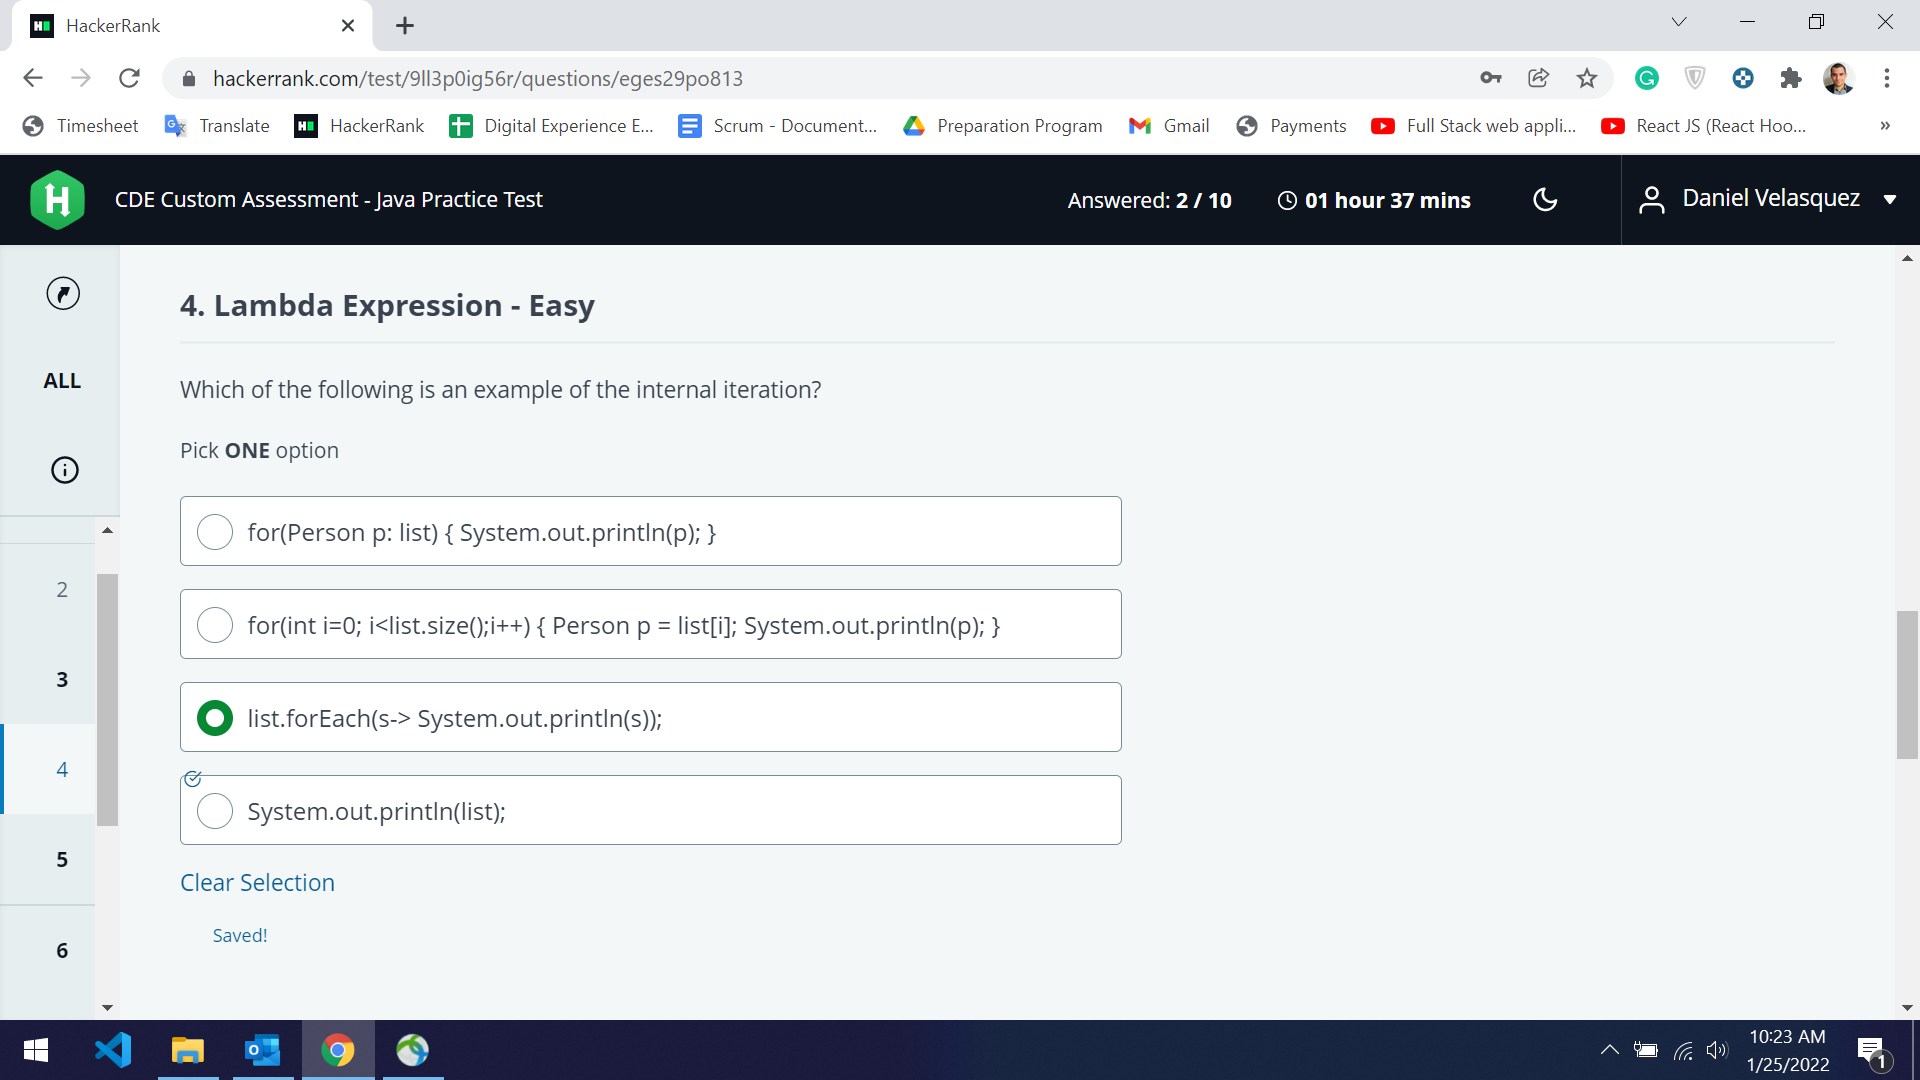 HackerRank
hackerrank.com/test/9ll3p0ig56r/questions/eges29po813
Timesheet Translate HackerRank Digital Experience E... Scrum - Document... Preparation Program Gmail Payments Full Stack web appli... React JS (React Hoo... »
CDE Custom Assessment - Java Practice Test Answered: 2 / 10 01 hour 37 mins Daniel Velasquez
4. Lambda Expression - Easy
ALL
Which of the following is an example of the internal iteration?
Pick ONE option
for(Person p: list) { System.out.println(p); }
for(int i=0; i<list.size();i++) { Person p = list[i]; System.out.println(p); }
list.forEach(s-> System.out.println(s));
System.out.println(list);
Clear Selection
Saved!
2
3
4
5
6
10:23 AM
1/25/2022
1